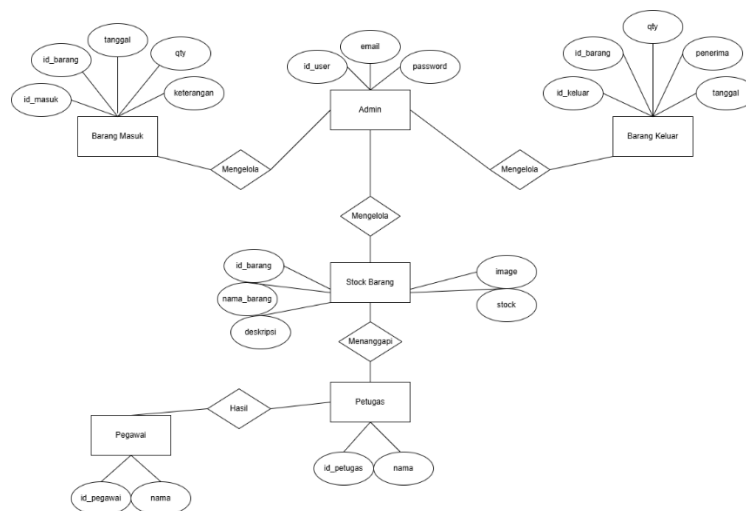 tanggal
id_barang
qty
id_masuk
keterangan
Barang Masuk
email
id_user
password
Admin
qty
id_barang
penerima
id_keluar
tanggal
Barang Keluar
Mengelola
Mengelola
Mengelola
id_barang
nama_barang
deskripsi
Stock Barang
image
stock
Menanggapi
Hasil
Petugas
Pegawai
id_petugas
nama
id_pegawai
nama